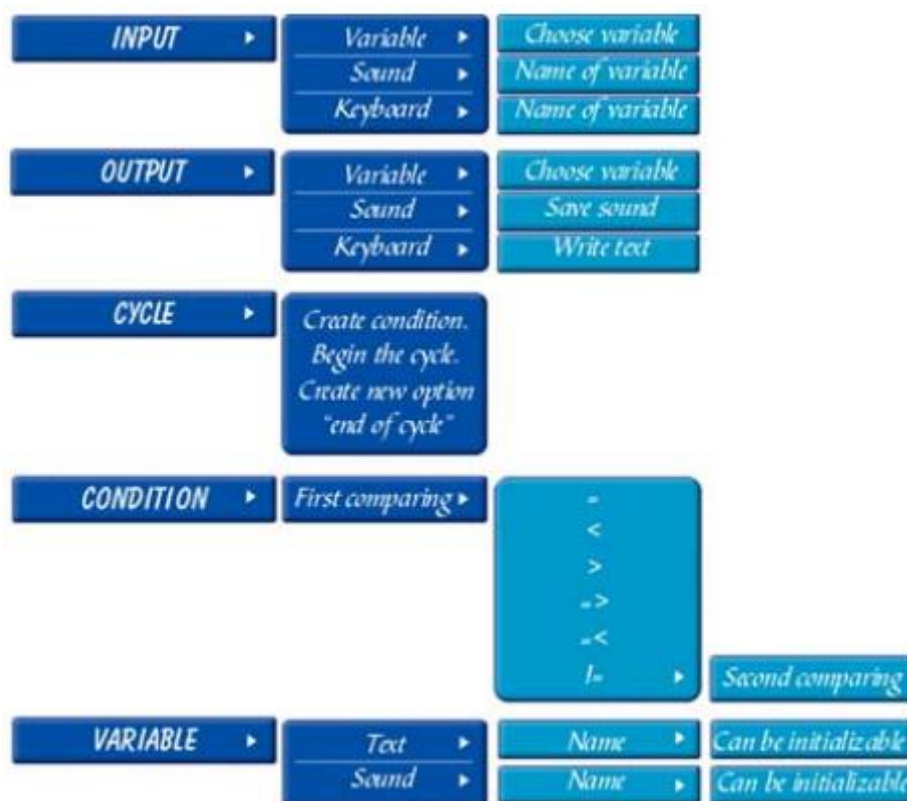 INPUT
Variable
Choose variable
Sound
Name of variable
Keyboard
Name of variable
OUTPUT
Variable
Choose variable
Sound
Save sound
Keyboard
Write text
CYCLE
Create condition.
Begin the cycle.
Create new option
"end of cycle"
CONDITION
First comparing
=
<
>
=>
=<
!=
Second comparing
VARIABLE
Text
Name
Can be initializable
Sound
Name
Can be initializable